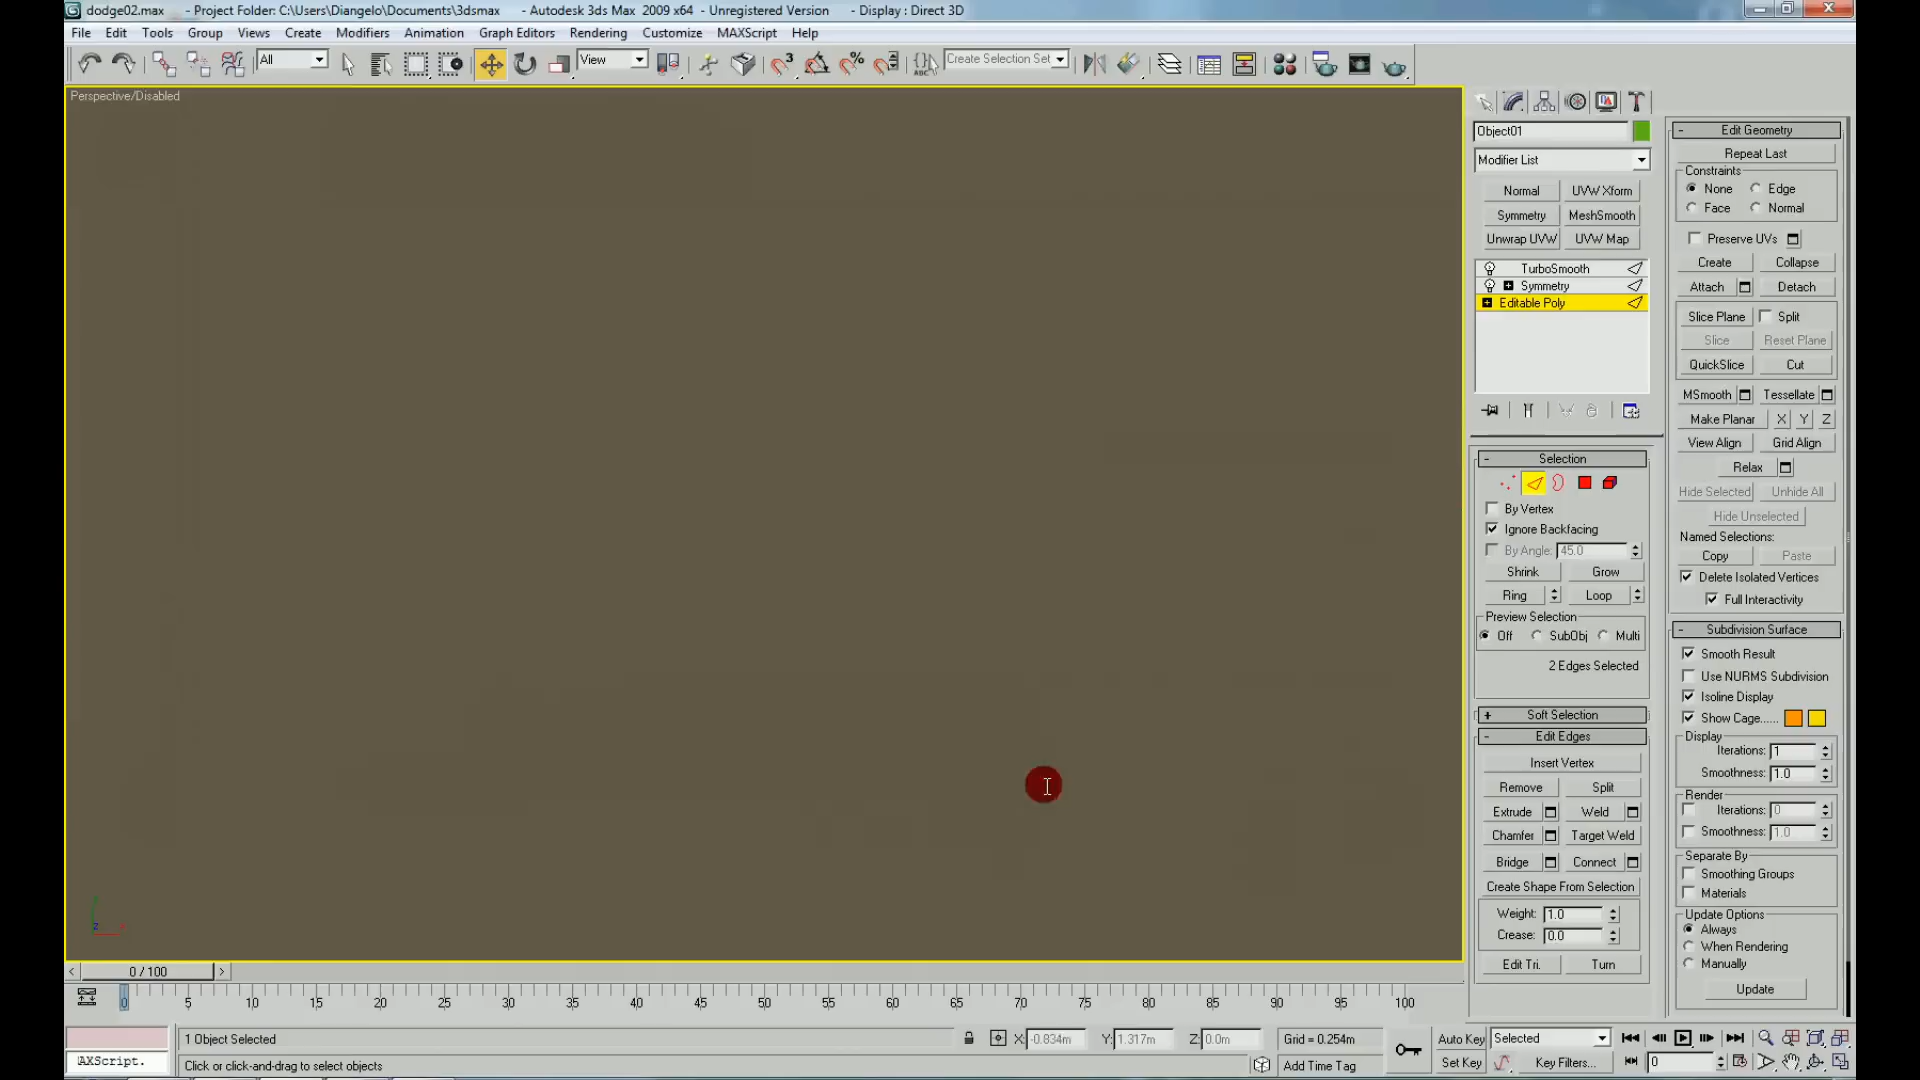 dodge02.max - Project Folder: C:\Users\Diangelo\Documents\3dsmax - Autodesk 3ds Max 2009 x64 - Unregistered Version - Display : Direct 3D
File Edit Tools Group Views Create Modifiers Animation Graph Editors Rendering Customize MAXScript Help
All View Create Selection Set
Perspective/Disabled
Object01
Modifier List
Normal UVW Xform
Symmetry MeshSmooth
Unwrap UVW UVW Map
TurboSmooth
Symmetry
Editable Poly
Selection
By Vertex
Ignore Backfacing
By Angle: 45.0
Shrink Grow
Ring Loop
Preview Selection
Off SubObj Multi
2 Edges Selected
Soft Selection
Edit Edges
Insert Vertex
Remove Split
Extrude Weld
Chamfer Target Weld
Bridge Connect
Create Shape From Selection
Weight: 1.0
Crease: 0.0
Edit Tri. Turn
Edit Geometry
Repeat Last
Constraints
None Edge
Face Normal
Preserve UVs
Create Collapse
Attach Detach
Slice Plane Split
Slice Reset Plane
QuickSlice Cut
MSmooth Tessellate
Make Planar X Y Z
View Align Grid Align
Relax
Hide Selected Unhide All
Hide Unselected
Named Selections:
Copy Paste
Delete Isolated Vertices
Full Interactivity
Subdivision Surface
Smooth Result
Use NURMS Subdivision
Isoline Display
Show Cage......
Display
Iterations: 1
Smoothness: 1.0
Render
Iterations: 0
Smoothness: 1.0
Separate By
Smoothing Groups
Materials
Update Options
Always
When Rendering
Manually
Update
< 0 / 100 >
0 5 10 15 20 25 30 35 40 45 50 55 60 65 70 75 80 85 90 95 100
1 Object Selected X: -0.834m Y: 1.317m Z: 0.0m Grid = 0.254m Auto Key Selected
AXScript. Click or click-and-drag to select objects Add Time Tag Set Key Key Filters... 0